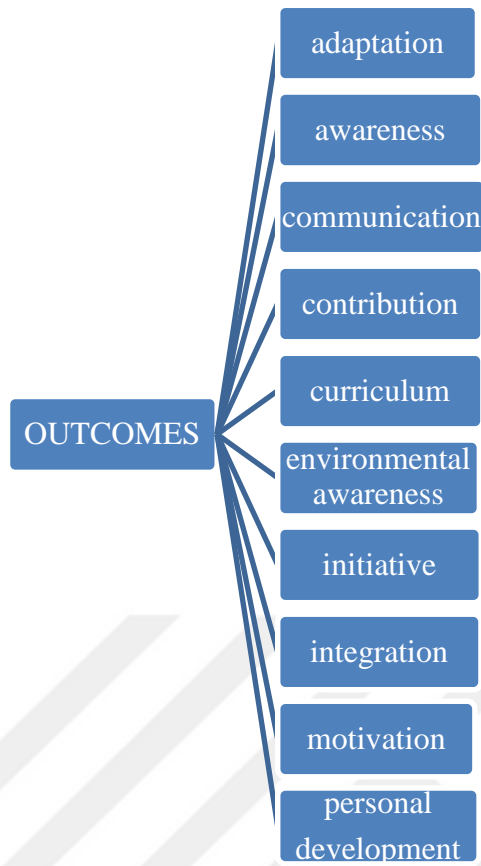 adaptation
awareness
communication
contribution
curriculum
OUTCOMES
environmental
awareness
initiative
integration
motivation
personal
development